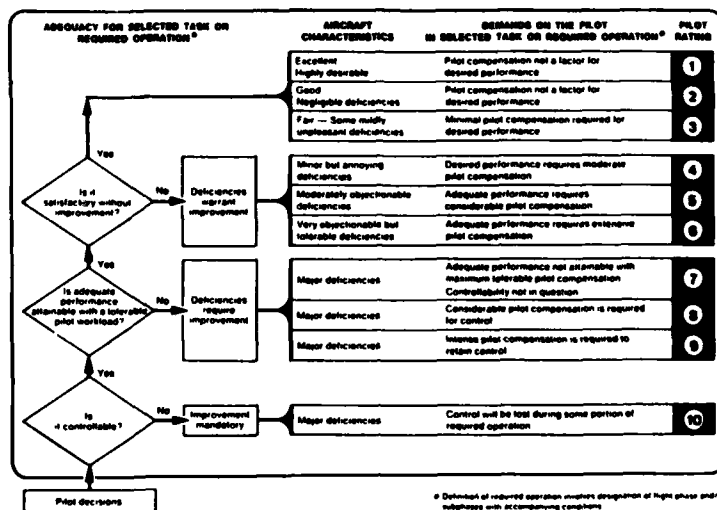 ADEQUACY FOR SELECTED TASK OR
REQUIRED OPERATION*
AIRCRAFT
CHARACTERISTICS
DEMANDS ON THE PILOT
IN SELECTED TASK OR REQUIRED OPERATION*
PILOT
RATING
Excellent
Highly desirable
Pilot compensation not a factor for
desired performance
1
Good
Negligible deficiencies
Pilot compensation not a factor for
desired performance
2
Fair — Some mildly
unpleasant deficiencies
Minimal pilot compensation required for
desired performance
3
Yes
Is it
satisfactory without
improvement?
No
Deficiencies
warrant
improvement
Minor but annoying
deficiencies
Desired performance requires moderate
pilot compensation
4
Moderately objectionable
deficiencies
Adequate performance requires
considerable pilot compensation
5
Very objectionable but
tolerable deficiencies
Adequate performance requires extensive
pilot compensation
6
Yes
Is adequate
performance
attainable with a tolerable
pilot workload?
No
Deficiencies
require
improvement
Major deficiencies
Adequate performance not attainable with
maximum tolerable pilot compensation
Controllability not in question
7
Major deficiencies
Considerable pilot compensation is required
for control
8
Major deficiencies
Intense pilot compensation is required to
retain control
9
Yes
Is
it controllable?
No
Improvement
mandatory
Major deficiencies
Control will be lost during some portion of
required operation
10
Pilot decisions
* Definition of required operation involves designation of flight phase and/
subphases with accompanying conditions